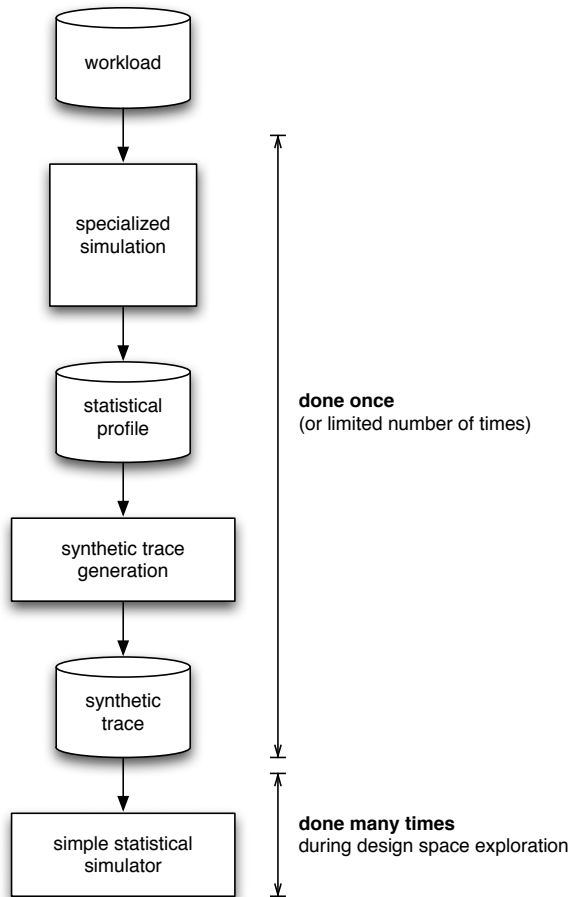 workload
specialized
simulation
statistical
profile
done once
(or limited number of times)
synthetic trace
generation
synthetic
trace
simple statistical
simulator
done many times
during design space exploration